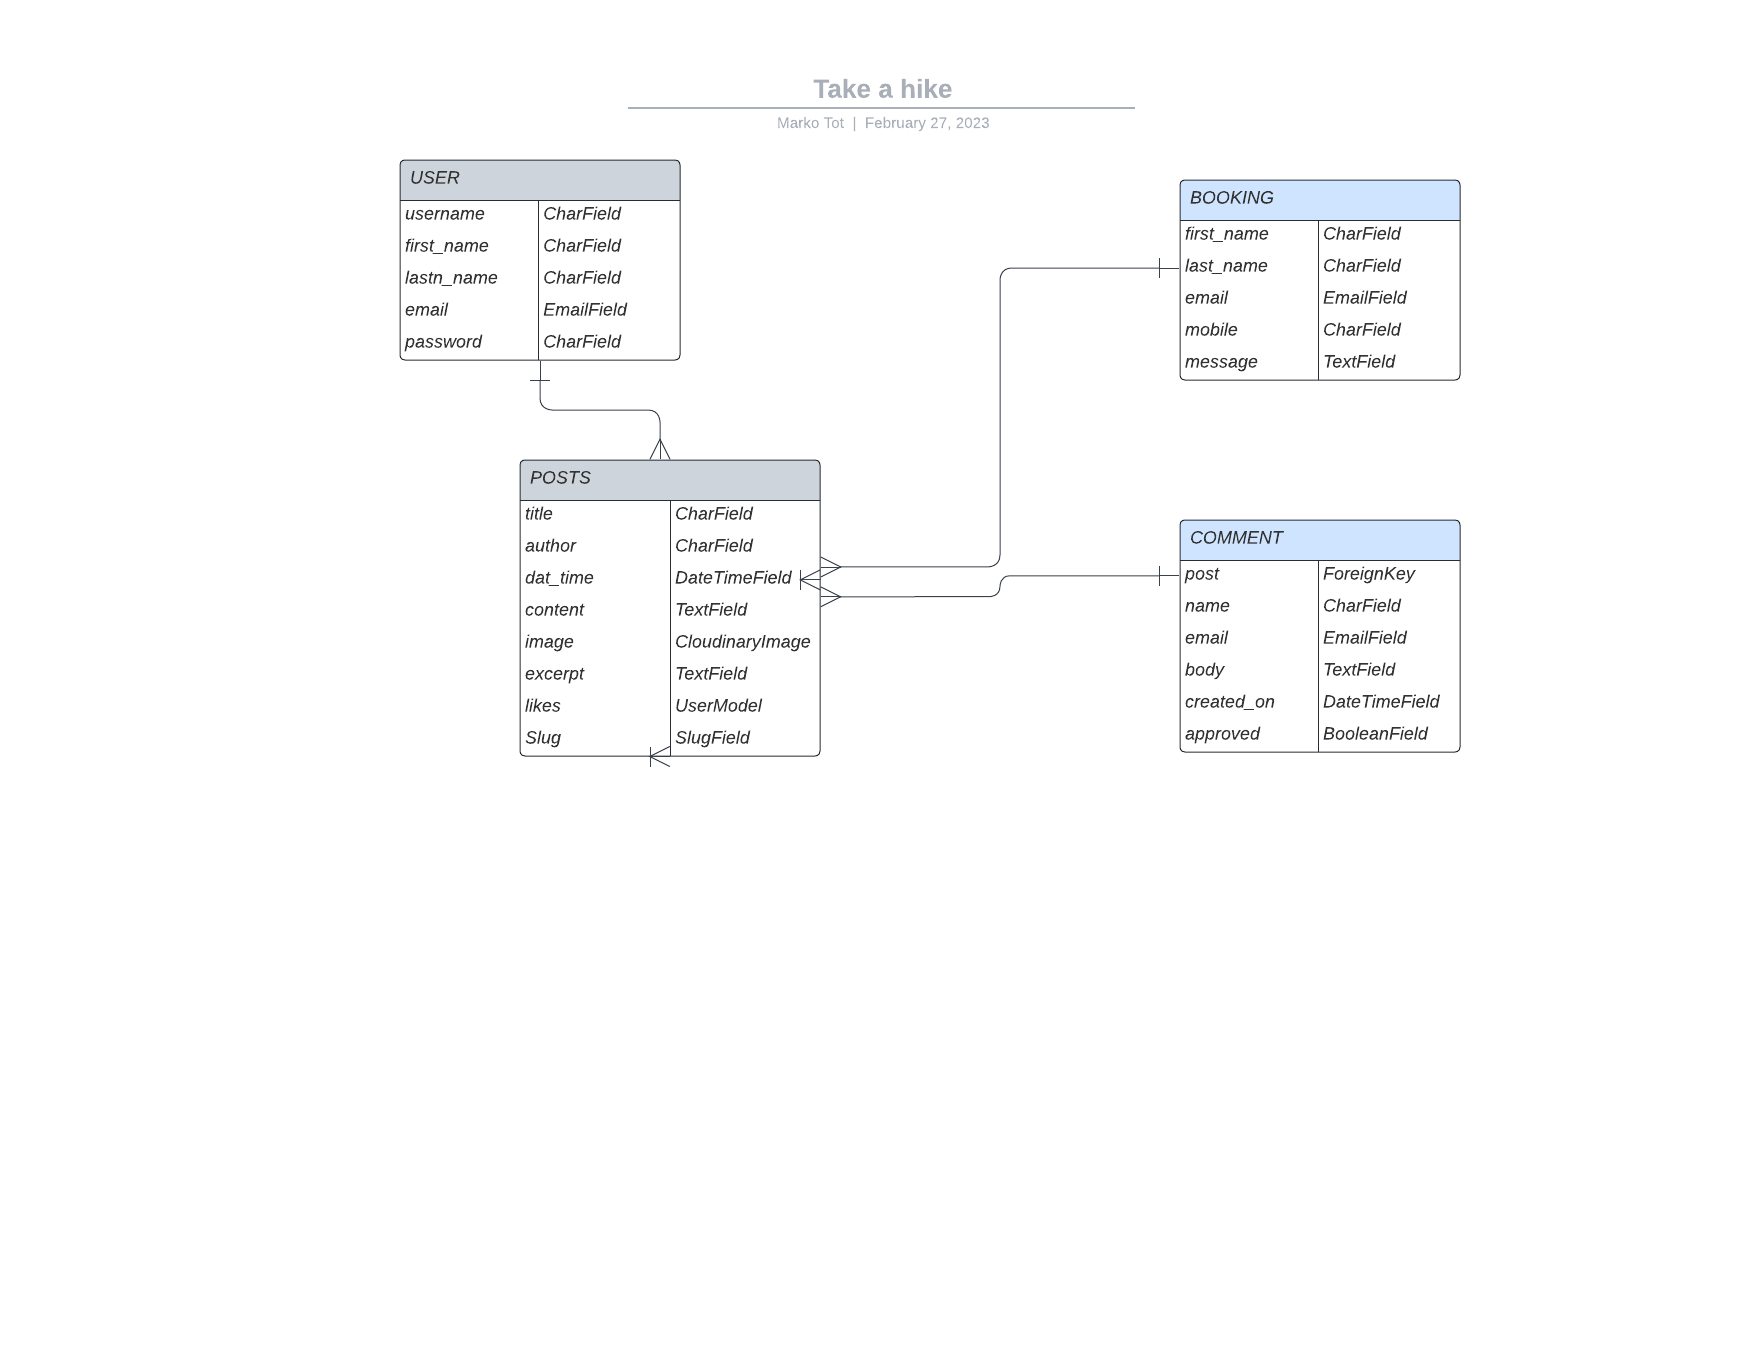 Take a hike
Marko Tot | February 27, 2023
USER
username CharField
first_name CharField
lastn_name CharField
email EmailField
password CharField
BOOKING
first_name CharField
last_name CharField
email EmailField
mobile CharField
message TextField
POSTS
title CharField
author CharField
dat_time DateTimeField
content TextField
image CloudinaryImage
excerpt TextField
likes UserModel
Slug SlugField
COMMENT
post ForeignKey
name CharField
email EmailField
body TextField
created_on DateTimeField
approved BooleanField